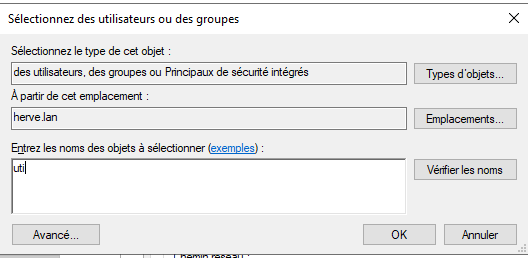 Sélectionnez des utilisateurs ou des groupes
Sélectionnez le type de cet objet :
des utilisateurs, des groupes ou Principaux de sécurité intégrés
Types d'objets...
À partir de cet emplacement :
herve.lan
Emplacements...
Entrez les noms des objets à sélectionner (exemples) :
uti
Vérifier les noms
Avancé...
OK
Annuler
Chemin réseau :